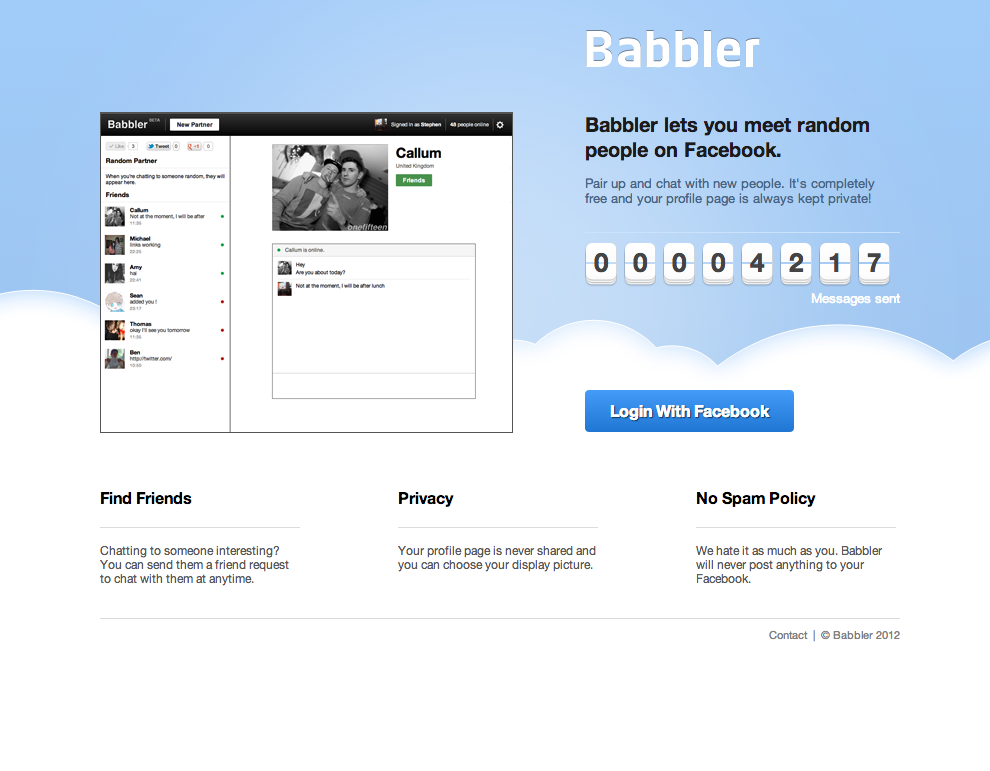 Babbler
Babbler BETA
New Partner
Signed in as Stephen
48 people online
Like 3
Tweet 0
+1 0
Random Partner
When you're chatting to someone random, they will
appear here.
Friends
Callum
Not at the moment, I will be after
11:36
Michael
links working
20:25
Amy
hai
22:41
Sean
added you !
23:17
Thomas
okay I'll see you tomorrow
11:36
Ben
http://twitter.com/
Callum
United Kingdom
Friends
onefifteen
Callum is online.
Hey
Are you about today?
Not at the moment, I will be after lunch
Babbler lets you meet random
people on Facebook.
Pair up and chat with new people. It's completely
free and your profile page is always kept private!
0 0 0 0 4 2 1 7
Messages sent
Login With Facebook
Find Friends
Chatting to someone interesting?
You can send them a friend request
to chat with them at anytime.
Privacy
Your profile page is never shared and
you can choose your display picture.
No Spam Policy
We hate it as much as you. Babbler
will never post anything to your
Facebook.
Contact | © Babbler 2012